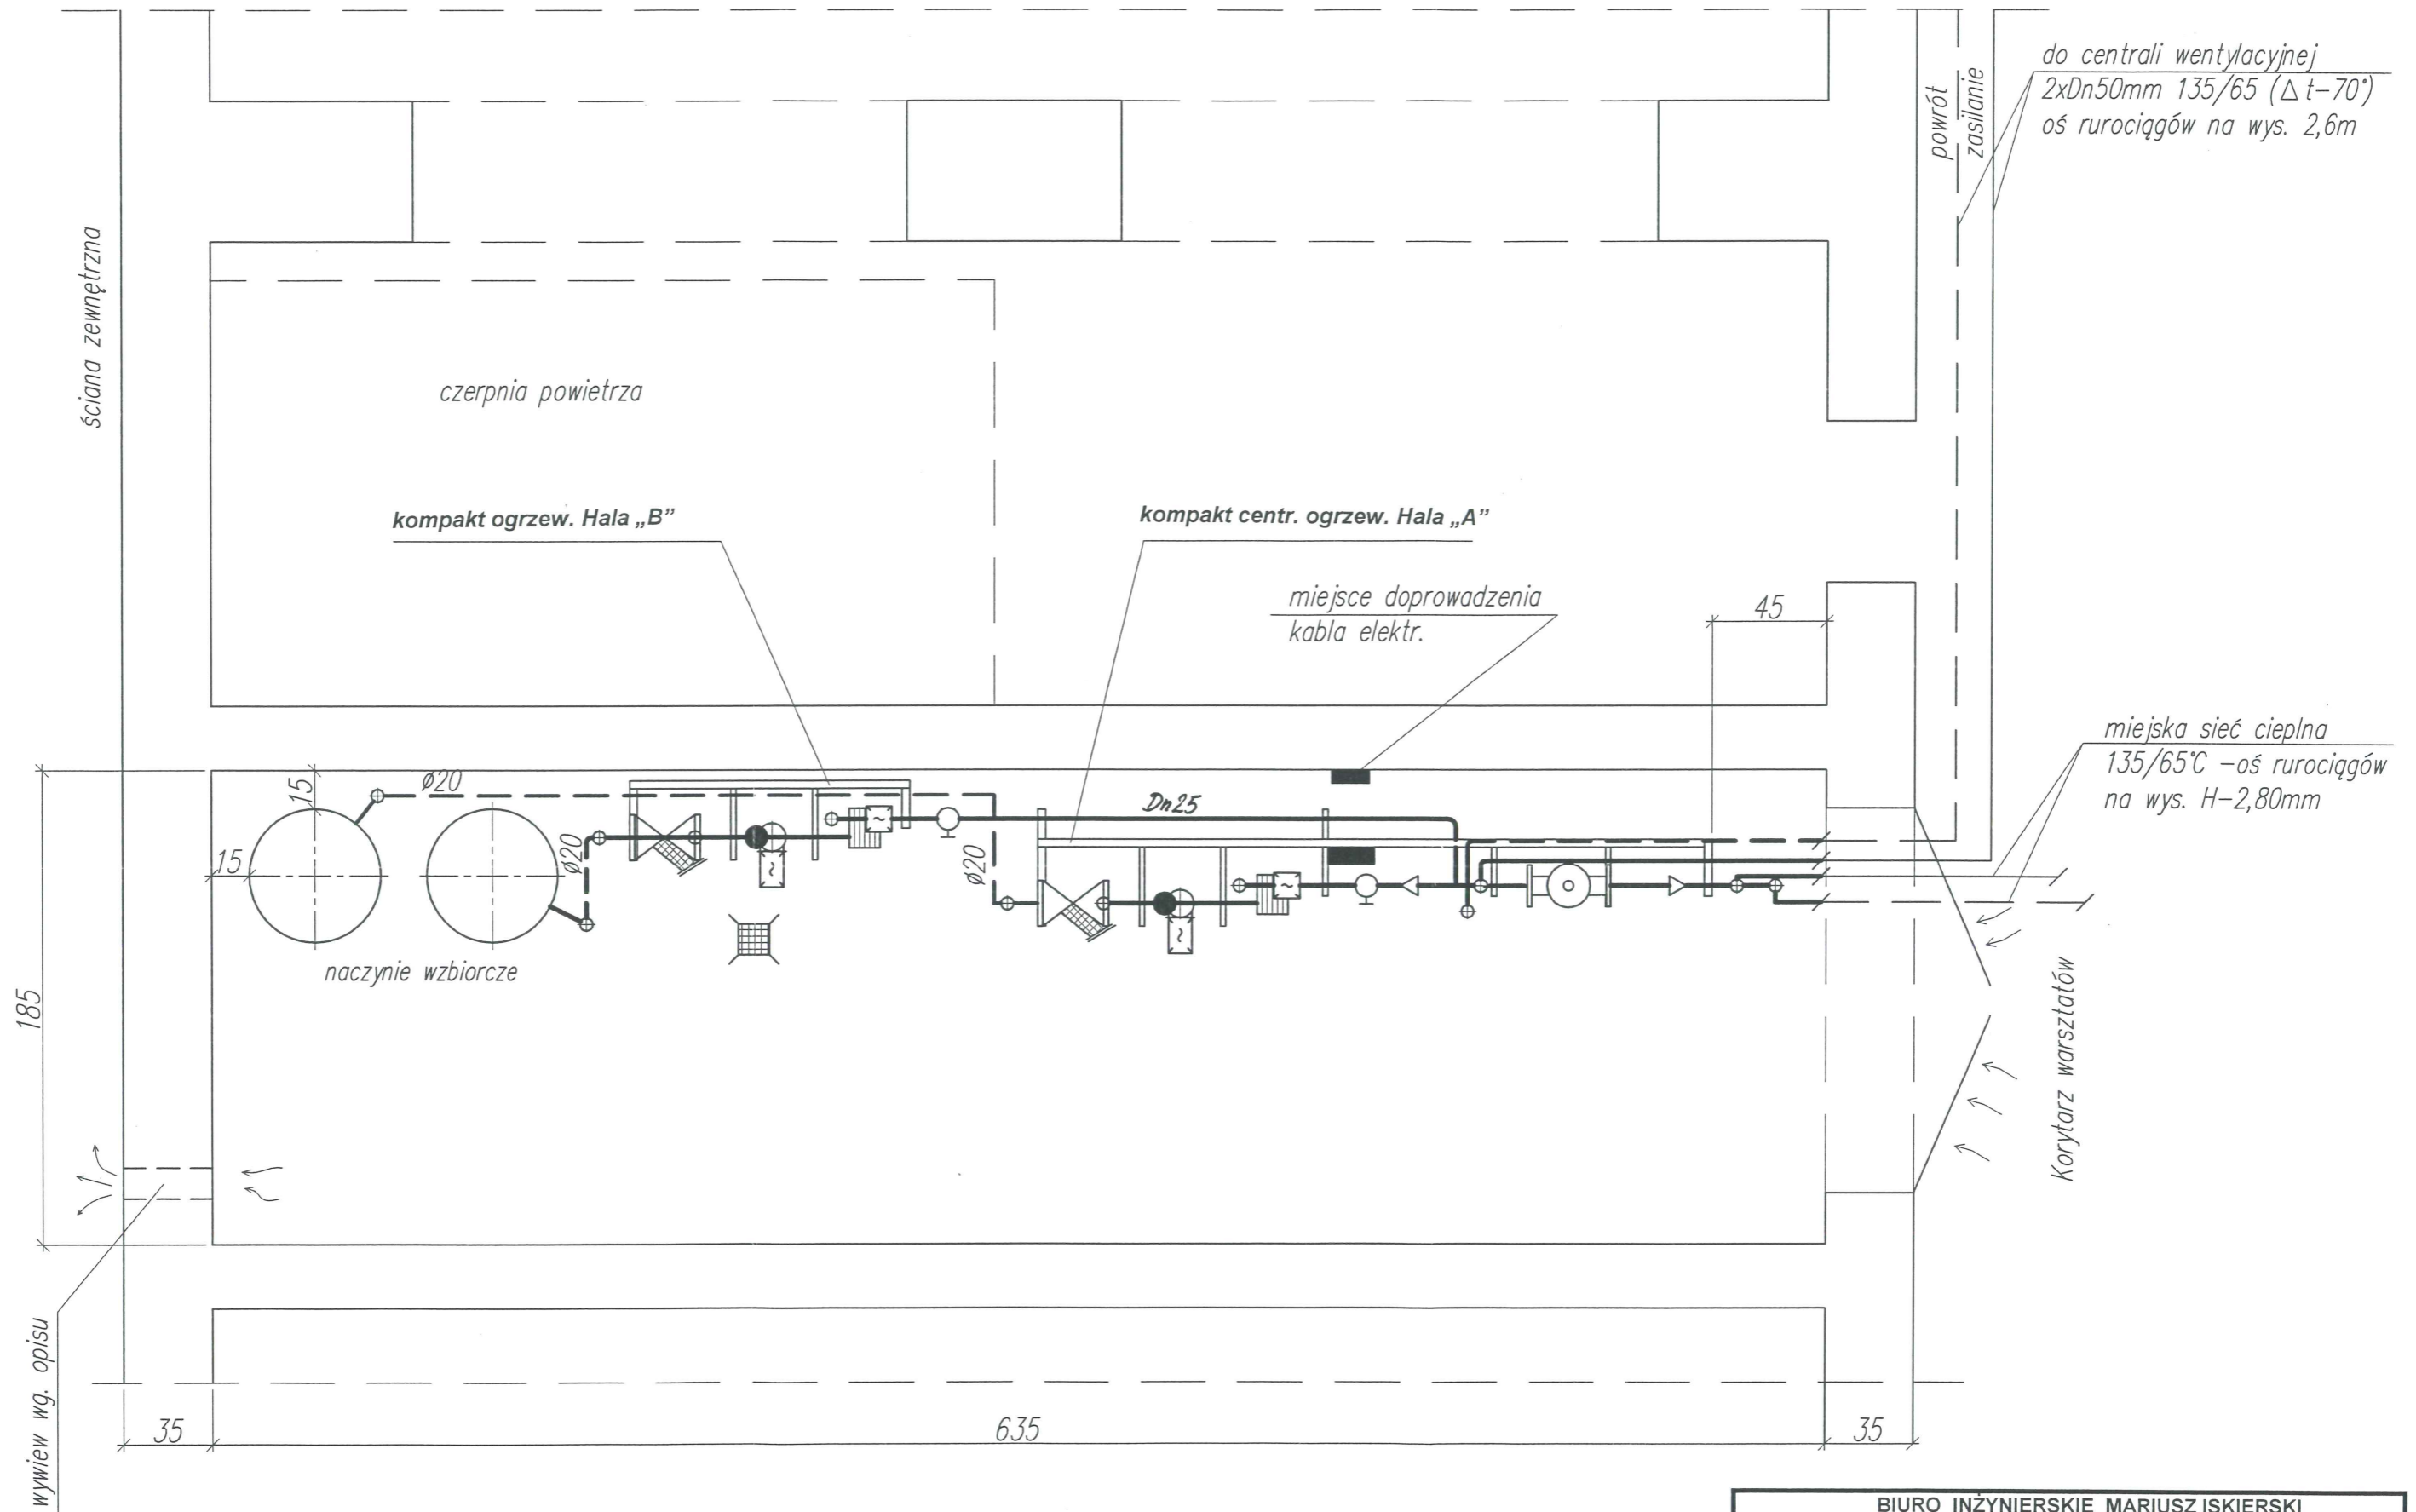 do centrali wentylacyjnej
2xDn50mm 135/65 (Δt-70°)
oś rurociągów na wys. 2,6m
powrót
zasilanie
ściana zewnętrzna
czerpnia powietrza
kompakt ogrzew. Hala „B”
kompakt centr. ogrzew. Hala „A”
miejsce doprowadzenia
kabla elektr.
45
miejska sieć cieplna
135/65°C -oś rurociągów
na wys. H-2,80mm
15
ø20
Dn25
15
ø20
ø20
naczynie wzbiorcze
185
Korytarz warsztatów
wywiew wg. opisu
35
635
35
BIURO INŻYNIERSKIE MARIUSZ ISKIERSKI